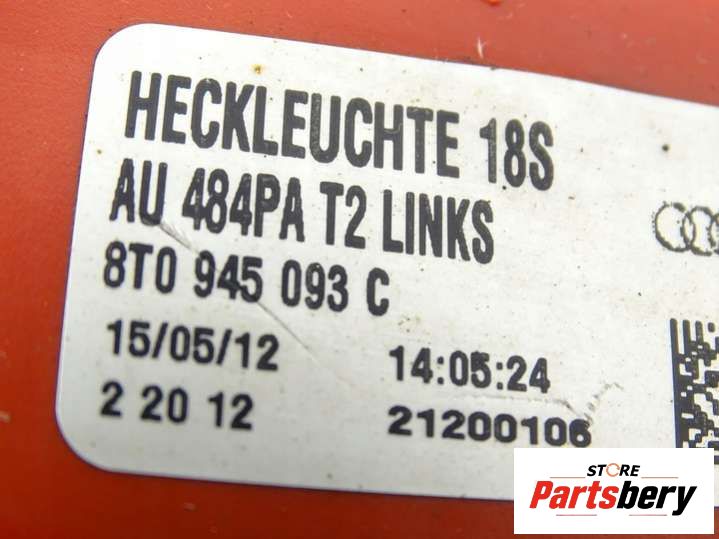 HECKLEUCHTE 18S
AU 484PA T2 LINKS
8T0 945 093 C
15/05/12 14:05:24
2 20 12 21200106
STORE
Partsbery